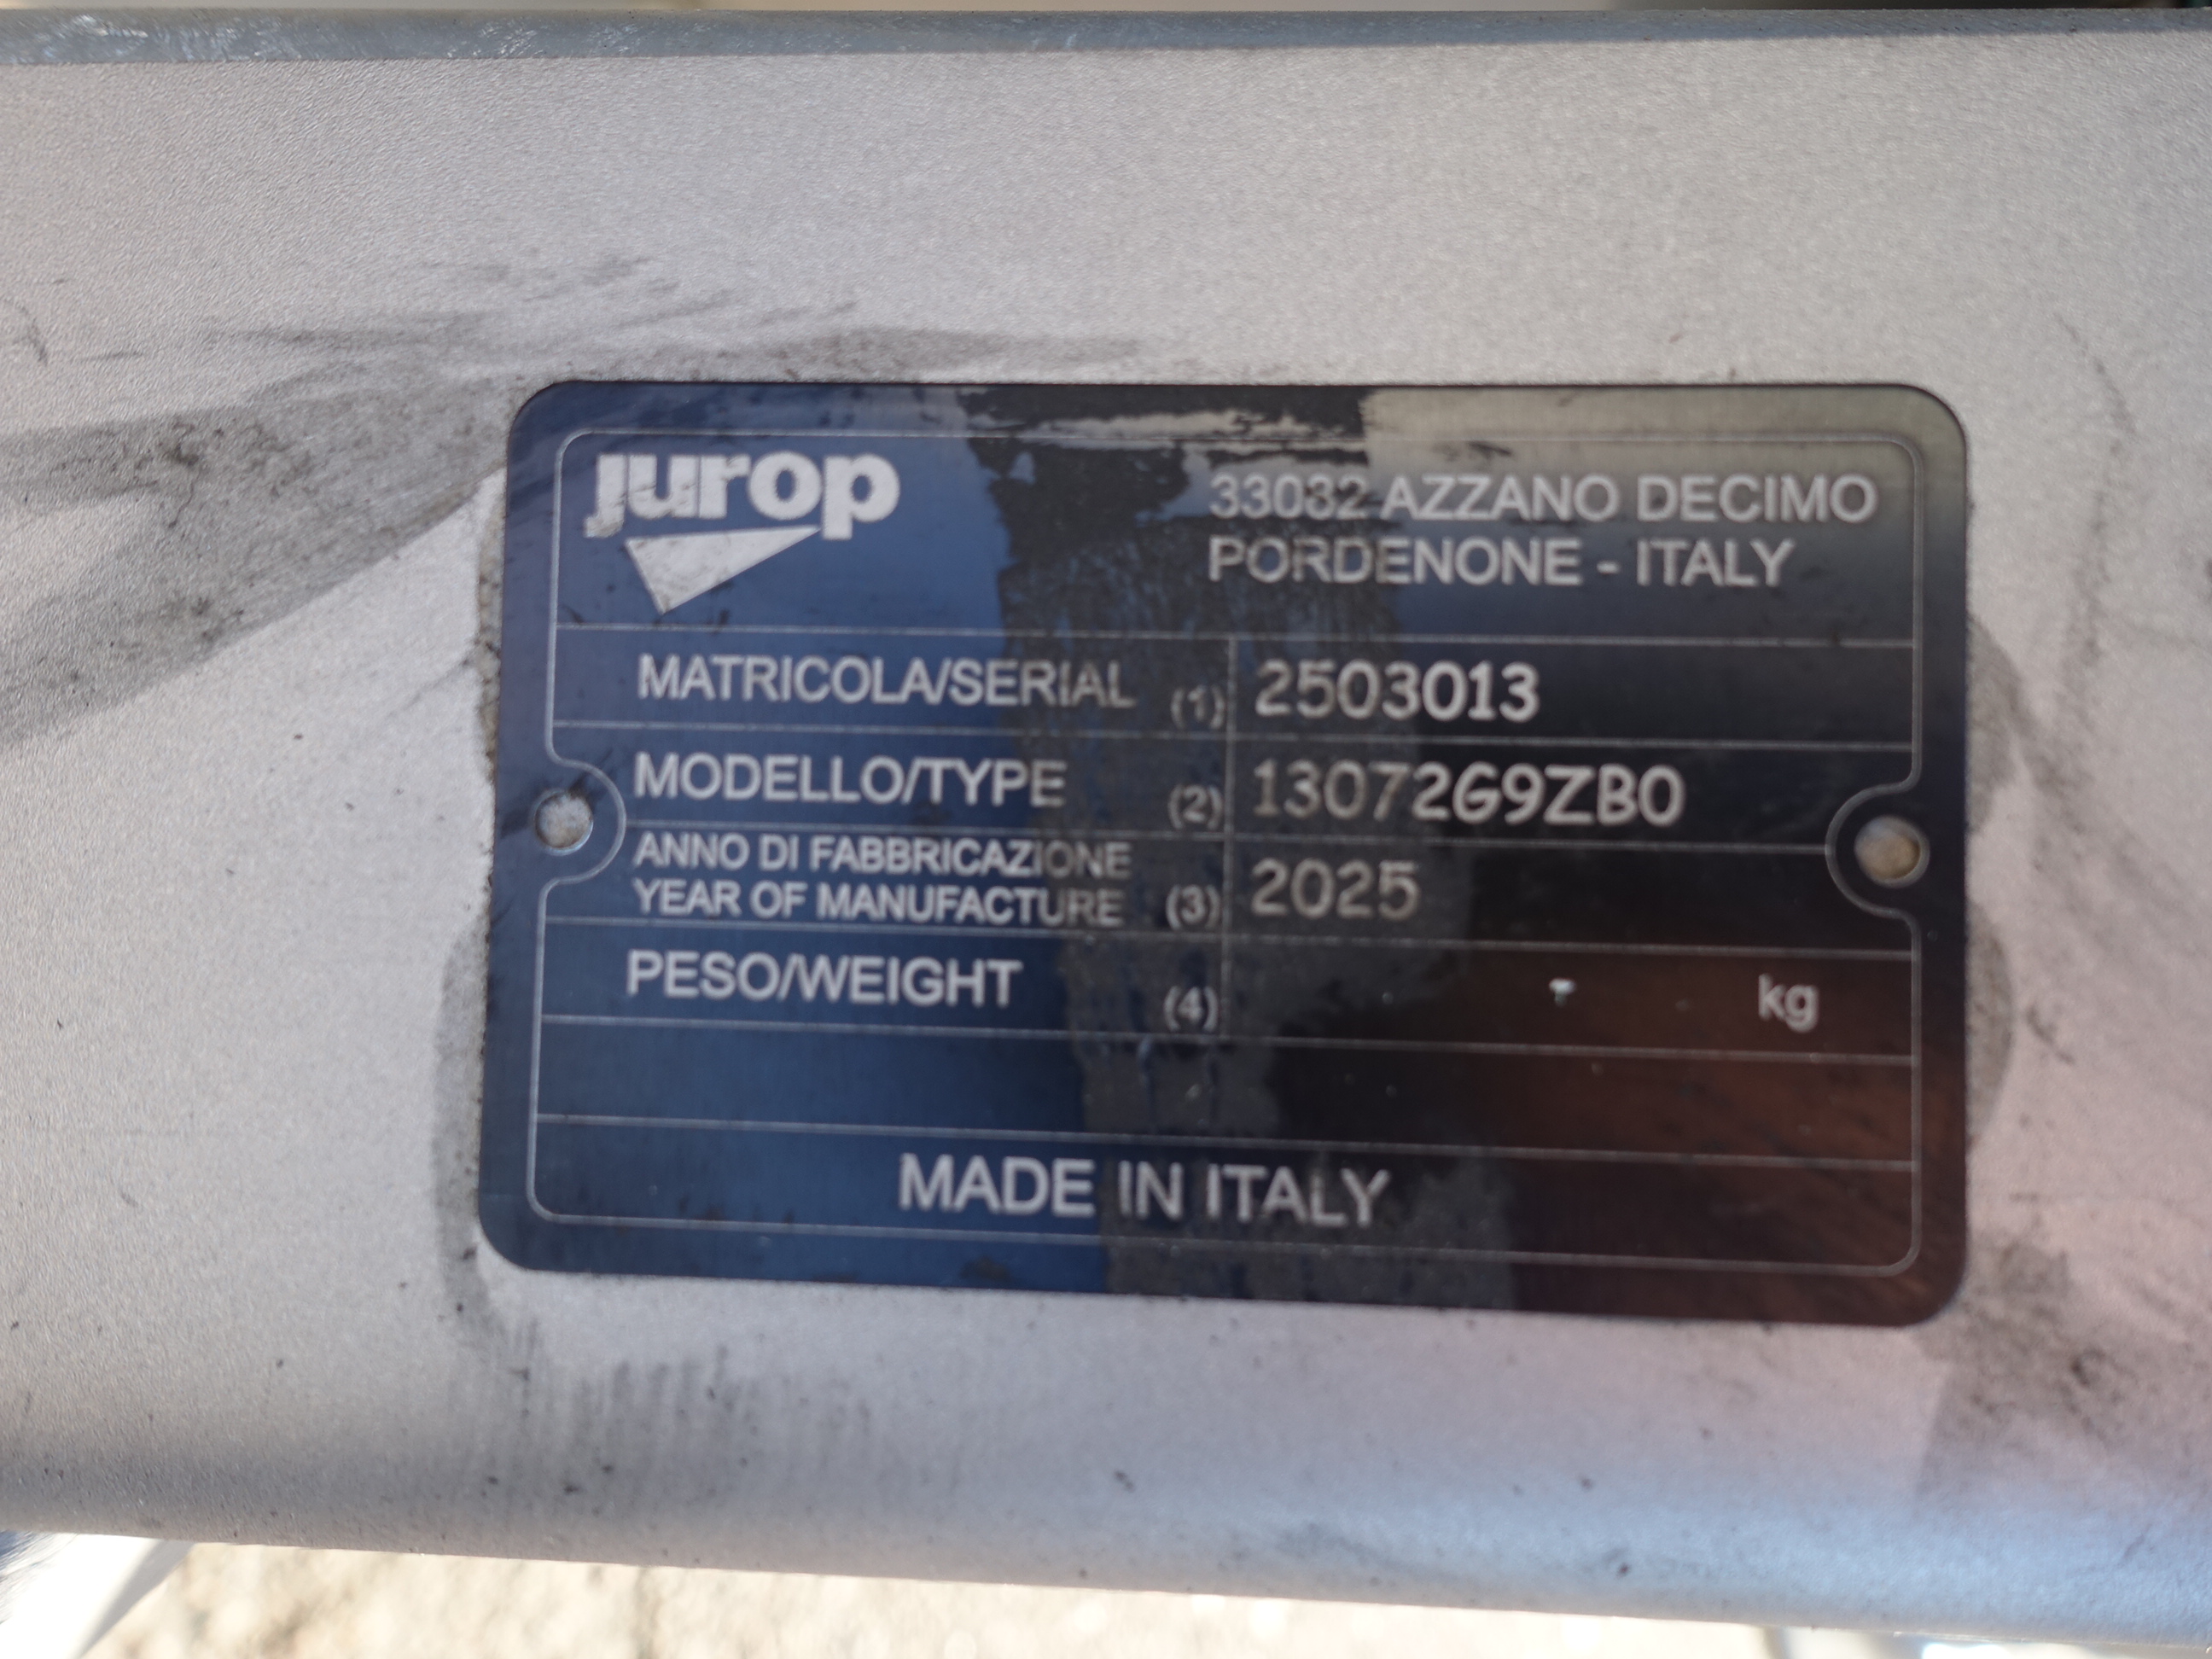 jurop
33082 AZZANO DECIMO
PORDENONE - ITALY
MATRICOLA/SERIAL (1) 2503013
MODELLO/TYPE (2) 13072G9ZB0
ANNO DI FABBRICAZIONE
YEAR OF MANUFACTURE (3) 2025
PESO/WEIGHT (4) kg
MADE IN ITALY